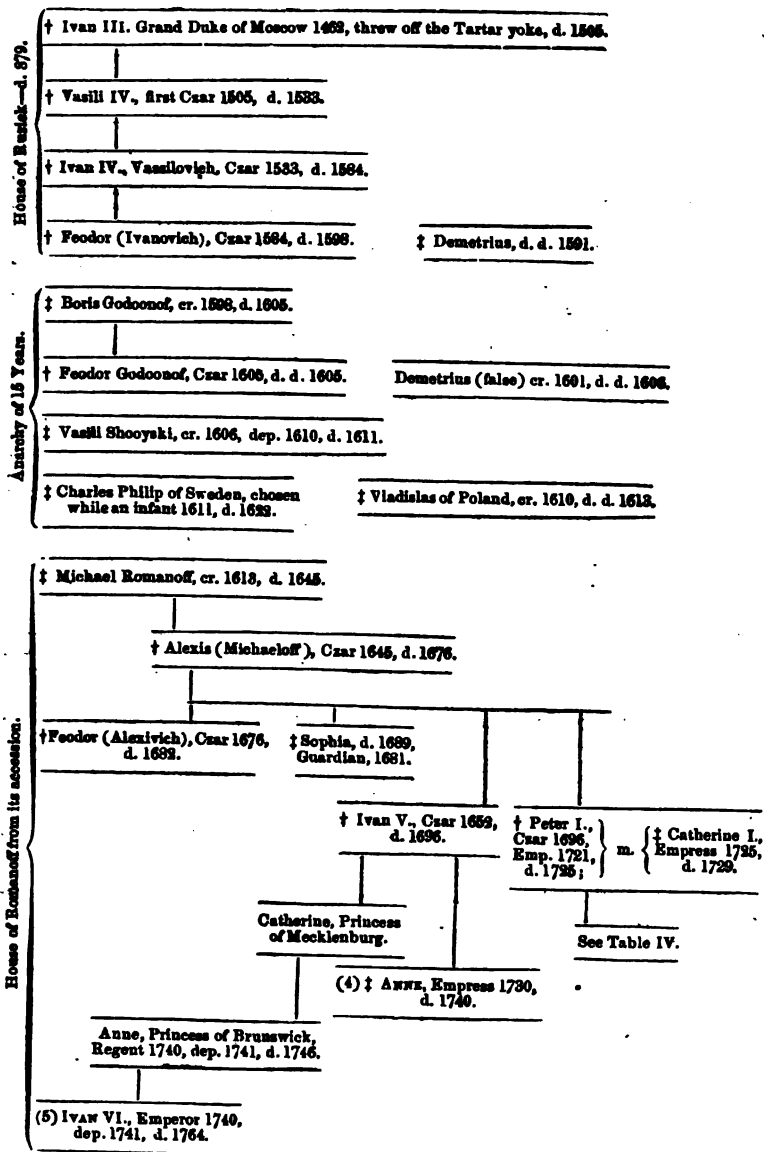 House of Rusick—d. 879.
† Ivan III. Grand Duke of Moscow 1462, threw off the Tartar yoke, d. 1505.
† Vasili IV., first Czar 1505, d. 1533.
† Ivan IV., Vassilovich, Czar 1533, d. 1584.
† Feodor (Ivanovich), Czar 1584, d. 1598.
‡ Demetrius, d. d. 1591.
Anarchy of 15 Years.
‡ Boris Godoonof, cr. 1598, d. 1605.
† Feodor Godoonof, Czar 1605, d. d. 1605.
Demetrius (false) cr. 1601, d. d. 1606.
‡ Vasili Shooyski, cr. 1606, dep. 1610, d. 1611.
‡ Charles Philip of Sweden, chosen
while an infant 1611, d. 1622.
‡ Vladislas of Poland, cr. 1610, d. d. 1613.
House of Romanoff from its accession.
‡ Michael Romanoff, cr. 1613, d. 1645.
† Alexis (Michaeloff), Czar 1645, d. 1676.
† Feodor (Alexivich), Czar 1676,
d. 1682.
‡ Sophia, d. 1689,
Guardian, 1681.
† Ivan V., Czar 1652,
d. 1696.
† Peter I.,
Czar 1696,
Emp. 1721,
d. 1725;
m.
‡ Catherine I.,
Empress 1725,
d. 1729.
Catherine, Princess
of Mecklenburg.
See Table IV.
(4) ‡ ANNE, Empress 1730,
d. 1740.
Anne, Princess of Brunswick,
Regent 1740, dep. 1741, d. 1746.
(5) IVAN VI., Emperor 1740,
dep. 1741, d. 1764.